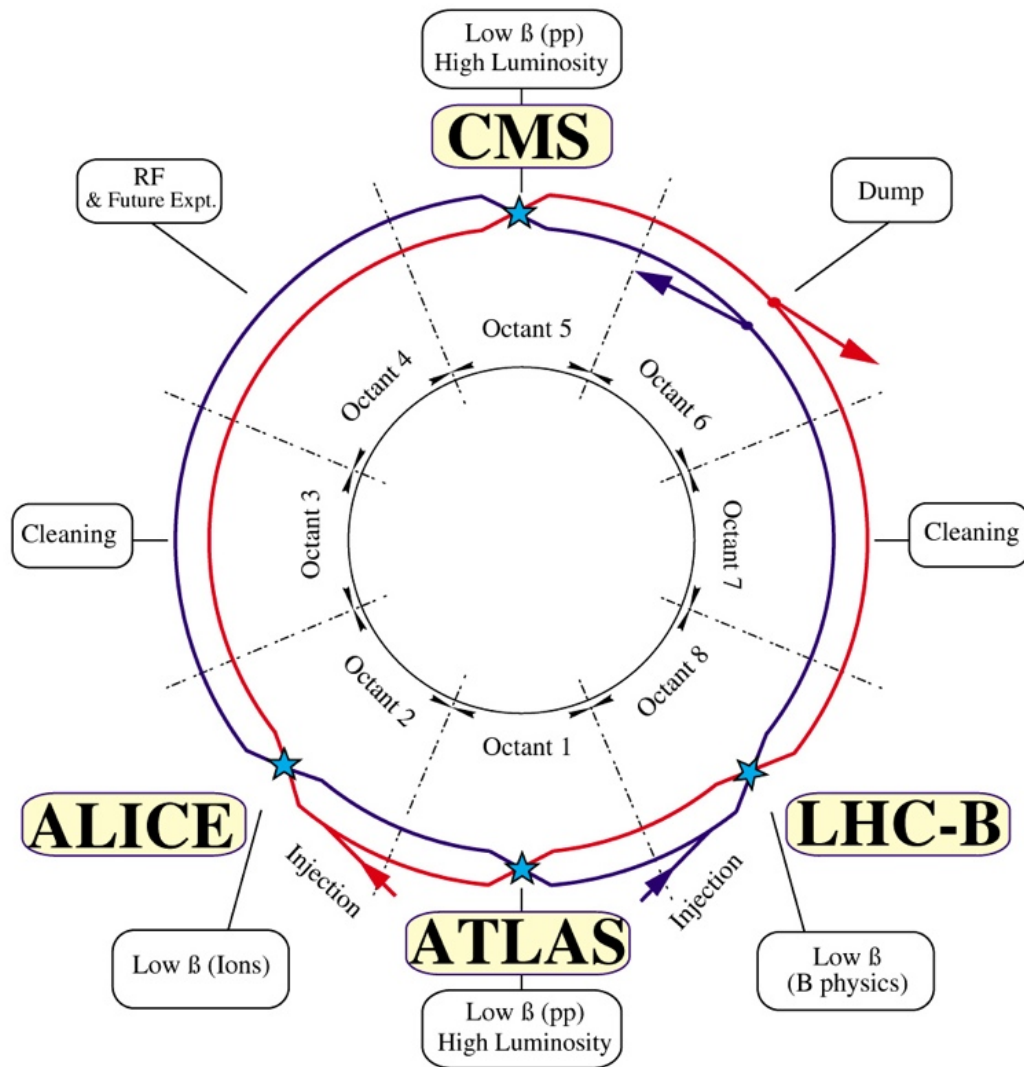 Low ß (pp)
High Luminosity
CMS
RF
& Future Expt.
Dump
Octant 5
Octant 4
Octant 6
Cleaning
Octant 3
Octant 7
Cleaning
Octant 2
Octant 8
Octant 1
ALICE
LHC-B
Injection
Injection
ATLAS
Low ß (Ions)
Low ß
(B physics)
Low ß (pp)
High Luminosity